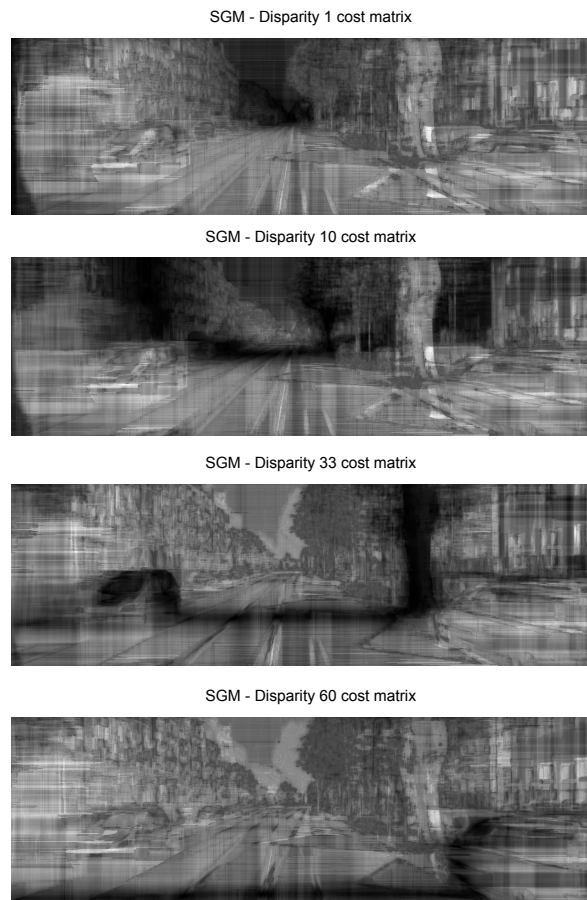 SGM - Disparity 1 cost matrix
SGM - Disparity 10 cost matrix
SGM - Disparity 33 cost matrix
SGM - Disparity 60 cost matrix